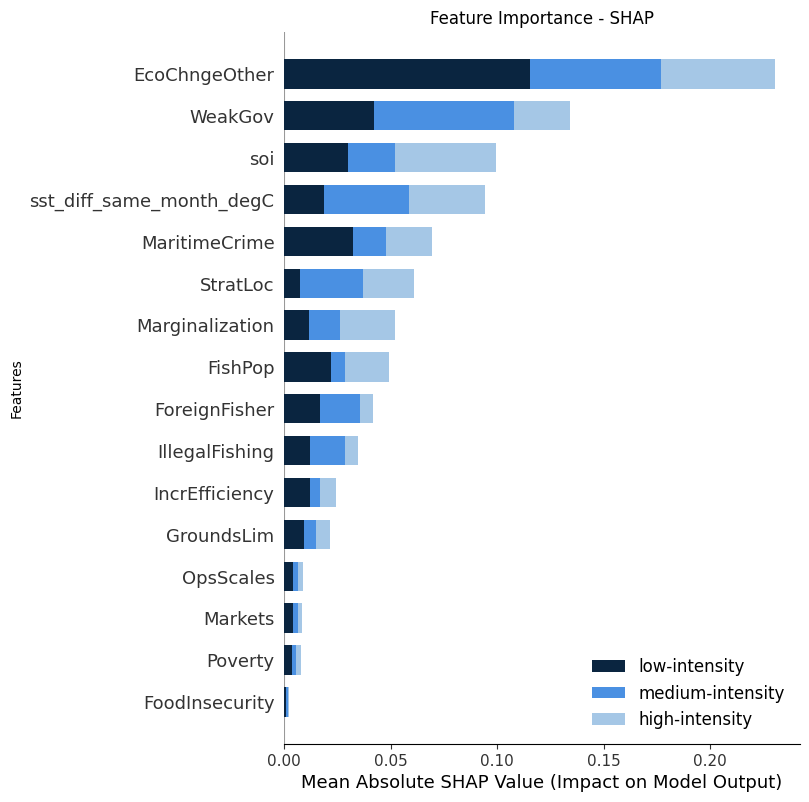 Feature Importance - SHAP
Features
EcoChngeOther
WeakGov
soi
sst_diff_same_month_degC
MaritimeCrime
StratLoc
Marginalization
FishPop
ForeignFisher
IllegalFishing
IncrEfficiency
GroundsLim
OpsScales
Markets
Poverty
FoodInsecurity
low-intensity
medium-intensity
high-intensity
0.00 0.05 0.10 0.15 0.20
Mean Absolute SHAP Value (Impact on Model Output)